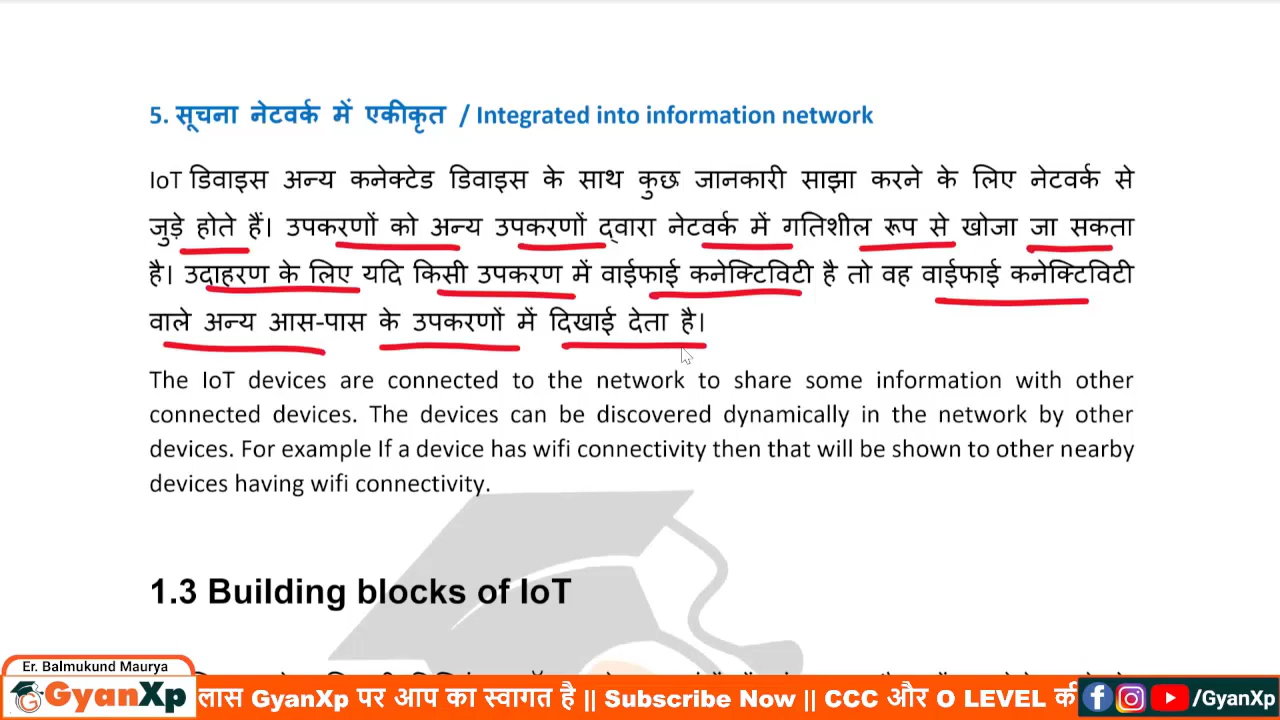 5. सूचना नेटवर्क में एकीकृत / Integrated into information network
IoT डिवाइस अन्य कनेक्टेड डिवाइस के साथ कुछ जानकारी साझा करने के लिए नेटवर्क से
जुड़े होते हैं। उपकरणों को अन्य उपकरणों द्वारा नेटवर्क में गतिशील रूप से खोजा जा सकता
है। उदाहरण के लिए यदि किसी उपकरण में वाईफाई कनेक्टिविटी है तो वह वाईफाई कनेक्टिविटी
वाले अन्य आस-पास के उपकरणों में दिखाई देता है।
The IoT devices are connected to the network to share some information with other
connected devices. The devices can be discovered dynamically in the network by other
devices. For example If a device has wifi connectivity then that will be shown to other nearby
devices having wifi connectivity.
1.3 Building blocks of IoT
Er. Balmukund Maurya
GyanXp
लास GyanXp पर आप का स्वागत है || Subscribe Now || CCC और O LEVEL की
/GyanXp